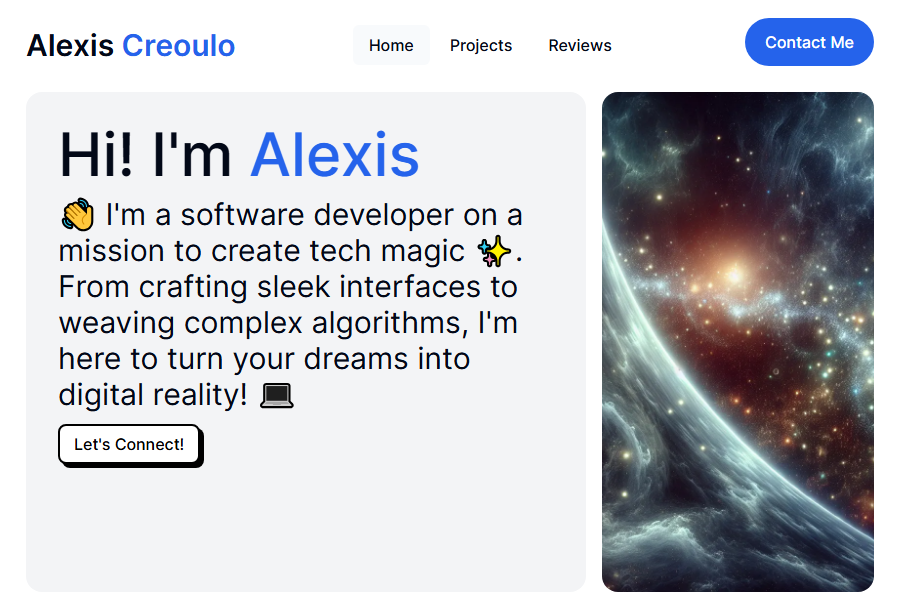 Alexis Creoulo
Home Projects Reviews
Contact Me
Hi! I'm Alexis
👋 I'm a software developer on a
mission to create tech magic ✨.
From crafting sleek interfaces to
weaving complex algorithms, I'm
here to turn your dreams into
digital reality! 💻
Let's Connect!